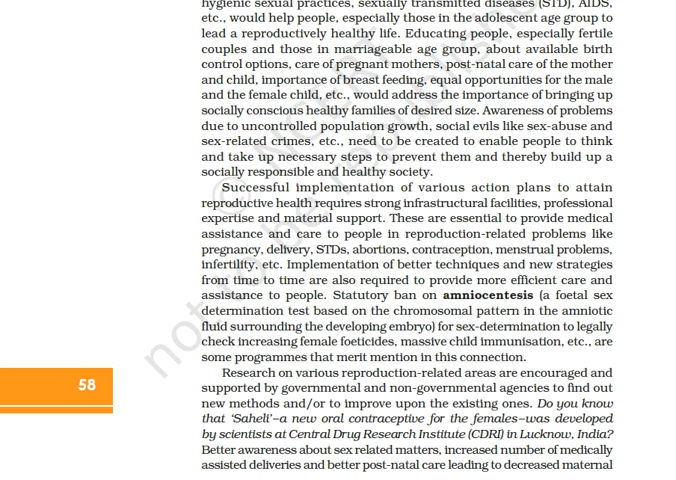 hygienic sexual practices, sexually transmitted diseases (STD), AIDS,
etc., would help people, especially those in the adolescent age group to
lead a reproductively healthy life. Educating people, especially fertile
couples and those in marriageable age group, about available birth
control options, care of pregnant mothers, post-natal care of the mother
and child, importance of breast feeding, equal opportunities for the male
and the female child, etc., would address the importance of bringing up
socially conscious healthy families of desired size. Awareness of problems
due to uncontrolled population growth, social evils like sex-abuse and
sex-related crimes, etc., need to be created to enable people to think
and take up necessary steps to prevent them and thereby build up a
socially responsible and healthy society.
Successful implementation of various action plans to attain
reproductive health requires strong infrastructural facilities, professional
expertise and material support. These are essential to provide medical
assistance and care to people in reproduction-related problems like
pregnancy, delivery, STDs, abortions, contraception, menstrual problems,
infertility, etc. Implementation of better techniques and new strategies
from time to time are also required to provide more efficient care and
assistance to people. Statutory ban on amniocentesis (a foetal sex
determination test based on the chromosomal pattern in the amniotic
fluid surrounding the developing embryo) for sex-determination to legally
check increasing female foeticides, massive child immunisation, etc., are
some programmes that merit mention in this connection.
58
Research on various reproduction-related areas are encouraged and
supported by governmental and non-governmental agencies to find out
new methods and/or to improve upon the existing ones. Do you know
that ‘Saheli’–a new oral contraceptive for the females–was developed
by scientists at Central Drug Research Institute (CDRI) in Lucknow, India?
Better awareness about sex related matters, increased number of medically
assisted deliveries and better post-natal care leading to decreased maternal
© NCERT
not to be republished